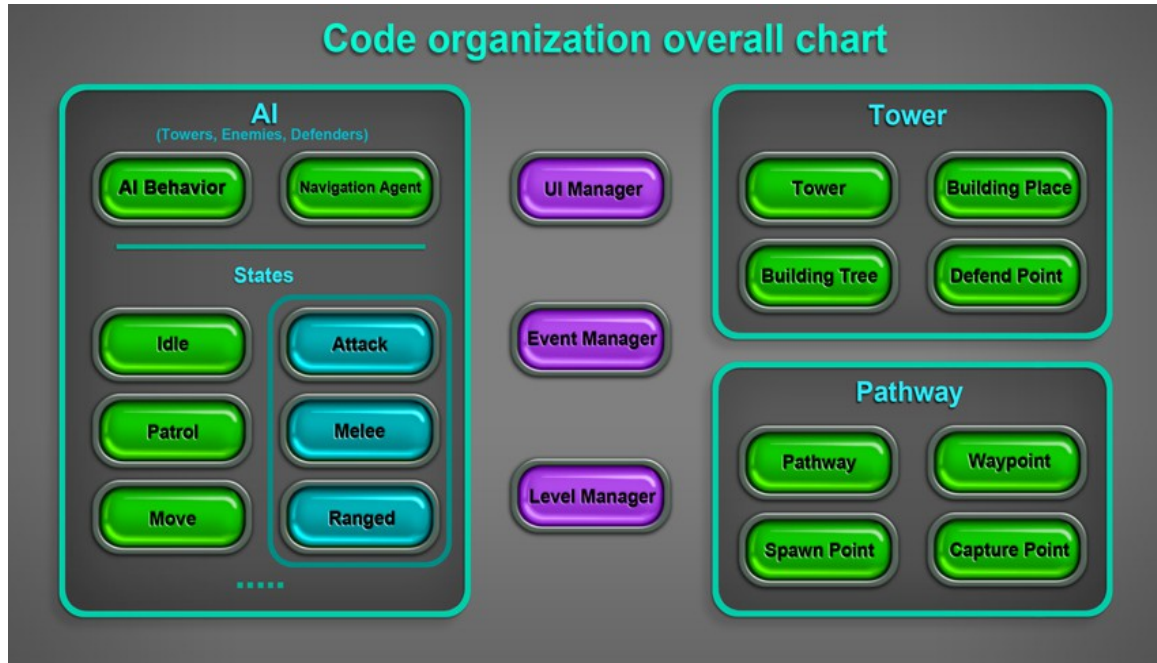 Code organization overall chart
AI
(Towers, Enemies, Defenders)
AI Behavior
Navigation Agent
States
Idle
Attack
Patrol
Melee
Move
Ranged
.....
UI Manager
Event Manager
Level Manager
Tower
Tower
Building Place
Building Tree
Defend Point
Pathway
Pathway
Waypoint
Spawn Point
Capture Point